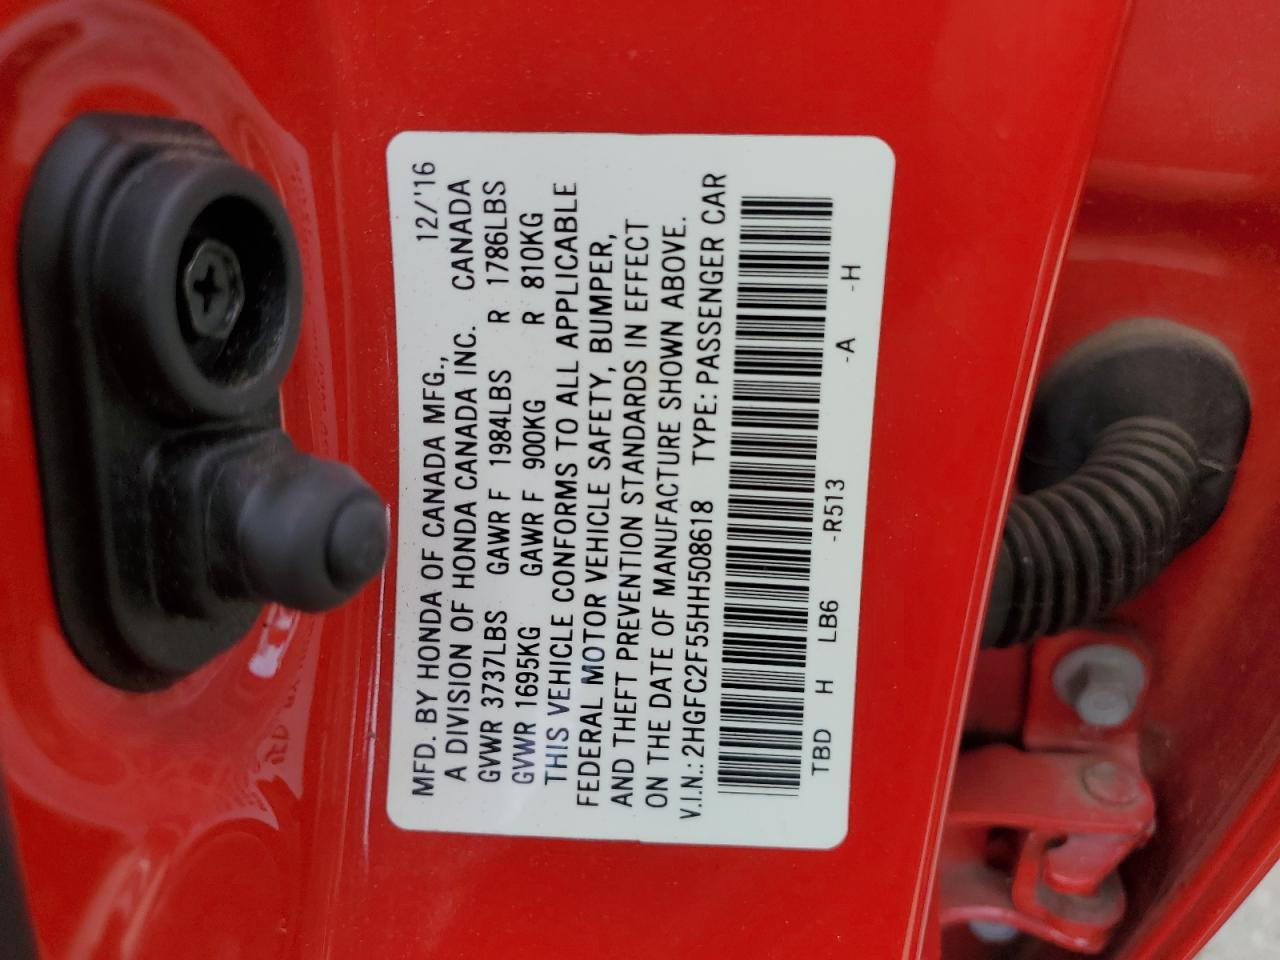 MFD. BY HONDA OF CANADA MFG., 12/'16
A DIVISION OF HONDA CANADA INC. CANADA
GVWR 3737LBS GAWR F 1984LBS R 1786LBS
GVWR 1695KG GAWR F 900KG R 810KG
THIS VEHICLE CONFORMS TO ALL APPLICABLE
FEDERAL MOTOR VEHICLE SAFETY, BUMPER,
AND THEFT PREVENTION STANDARDS IN EFFECT
ON THE DATE OF MANUFACTURE SHOWN ABOVE.
V.I.N.: 2HGFC2F55HH508618 TYPE: PASSENGER CAR
TBD H LB6 -R513 -A -H